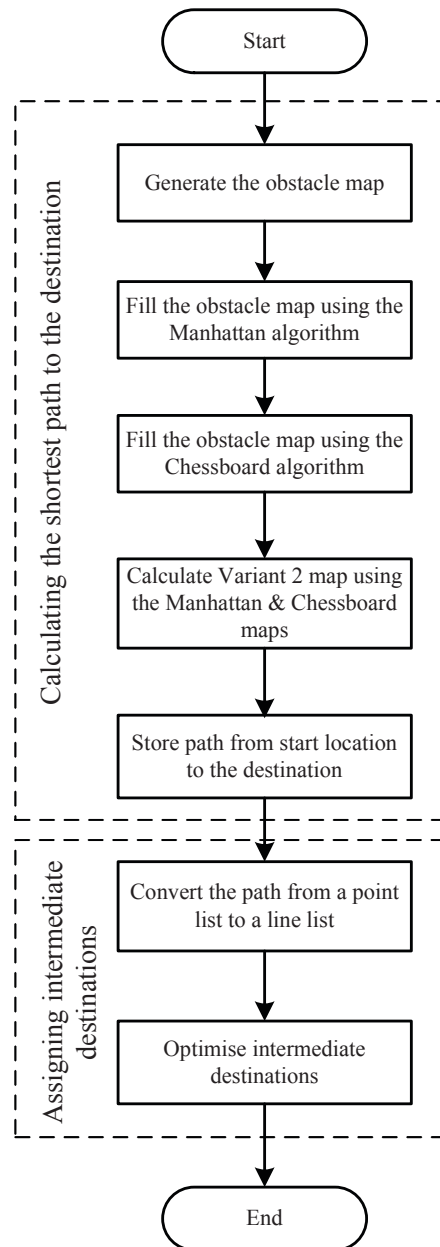 Start
Calculating the shortest path to the destination
Generate the obstacle map
Fill the obstacle map using the
Manhattan algorithm
Fill the obstacle map using the
Chessboard algorithm
Calculate Variant 2 map using
the Manhattan & Chessboard
maps
Store path from start location
to the destination
Assigning intermediate
destinations
Convert the path from a point
list to a line list
Optimise intermediate
destinations
End